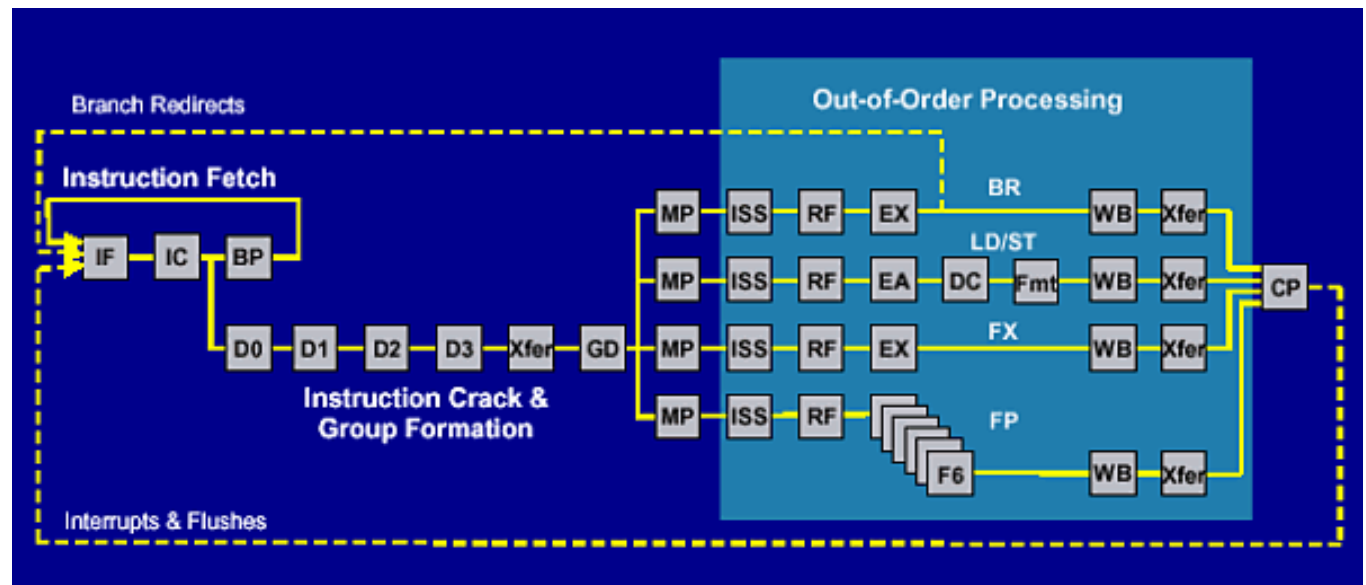 Out-of-Order Processing
Branch Redirects
Instruction Fetch
BR
MP ISS RF EX WB Xfer
LD/ST
IF IC BP
MP ISS RF EA DC Fmt WB Xfer CP
FX
D0 D1 D2 D3 Xfer GD MP ISS RF EX WB Xfer
Instruction Crack &
Group Formation
MP ISS RF FP
F6 WB Xfer
Interrupts & Flushes